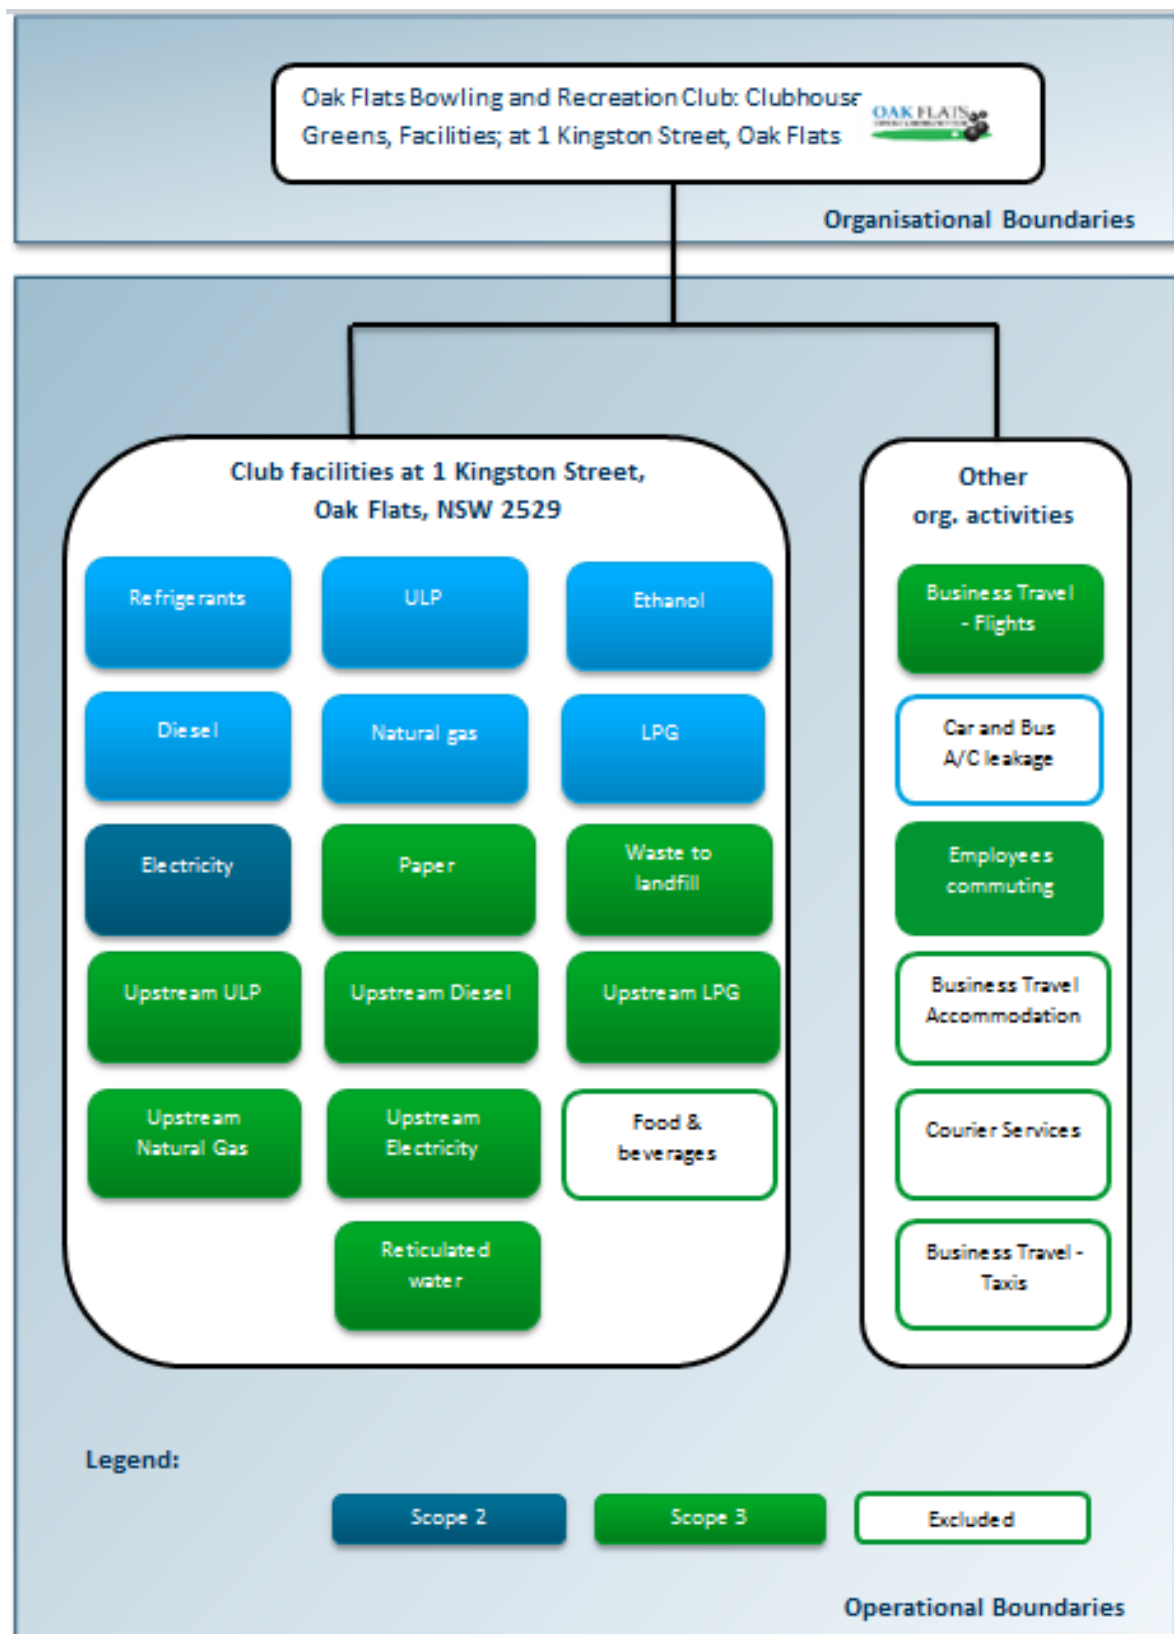 Oak Flats Bowling and Recreation Club: Clubhouse
Greens, Facilities; at 1 Kingston Street, Oak Flats
OAK FLATS
Organisational Boundaries
Club facilities at 1 Kingston Street,
Oak Flats, NSW 2529
Refrigerants
ULP
Ethanol
Diesel
Natural gas
LPG
Electricity
Paper
Waste to
landfill
Upstream ULP
Upstream Diesel
Upstream LPG
Upstream
Natural Gas
Upstream
Electricity
Food &
beverages
Reticulated
water
Other
org. activities
Business Travel
- Flights
Car and Bus
A/C leakage
Employees
commuting
Business Travel
Accommodation
Courier Services
Business Travel -
Taxis
Legend:
Scope 2
Scope 3
Excluded
Operational Boundaries